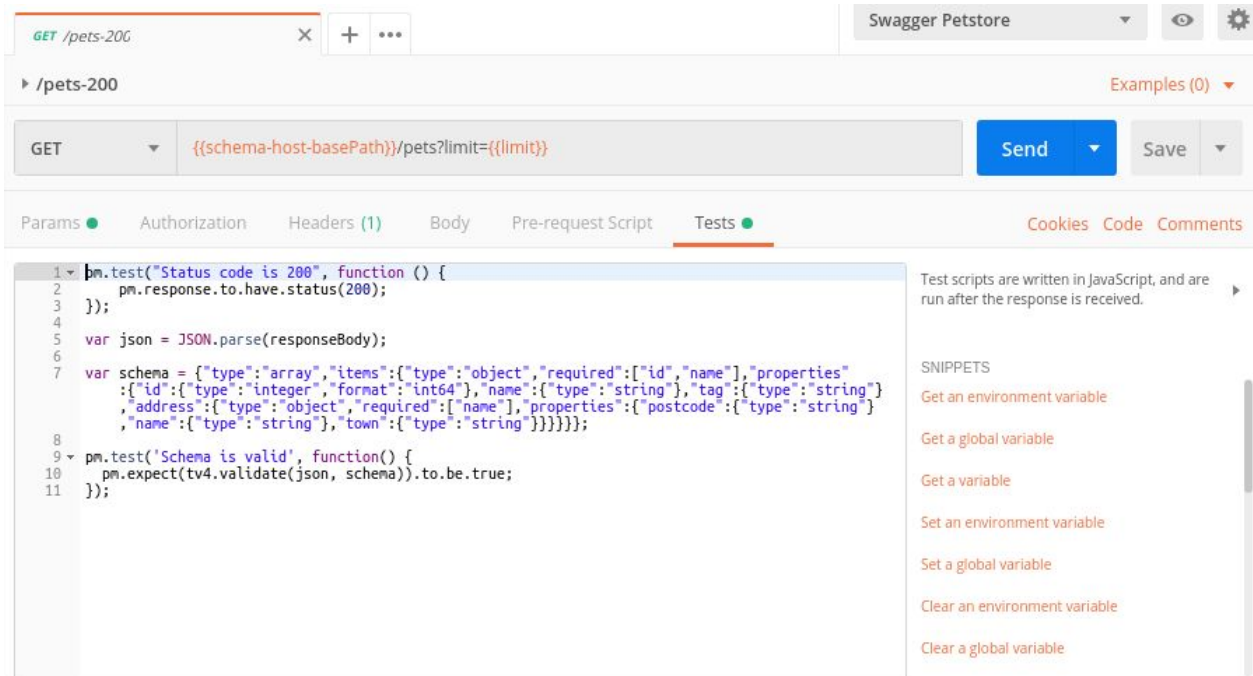 GET /pets-200
Swagger Petstore
/pets-200
Examples (0)
GET
{{schema-host-basePath}}/pets?limit={{limit}}
Send
Save
Params
Authorization
Headers (1)
Body
Pre-request Script
Tests
Cookies
Code
Comments
1 pm.test("Status code is 200", function () {
2 pm.response.to.have.status(200);
3 });
4
5 var json = JSON.parse(responseBody);
6
7 var schema = {"type":"array","items":{"type":"object","required":["id","name"],"properties"
:{"id":{"type":"integer","format":"int64"},"name":{"type":"string"},"tag":{"type":"string"}
,"address":{"type":"object","required":["name"],"properties":{"postcode":{"type":"string"}
,"name":{"type":"string"},"town":{"type":"string"}}}}}};
8
9 pm.test('Schema is valid', function() {
10 pm.expect(tv4.validate(json, schema)).to.be.true;
11 });
Test scripts are written in JavaScript, and are
run after the response is received.
SNIPPETS
Get an environment variable
Get a global variable
Get a variable
Set an environment variable
Set a global variable
Clear an environment variable
Clear a global variable